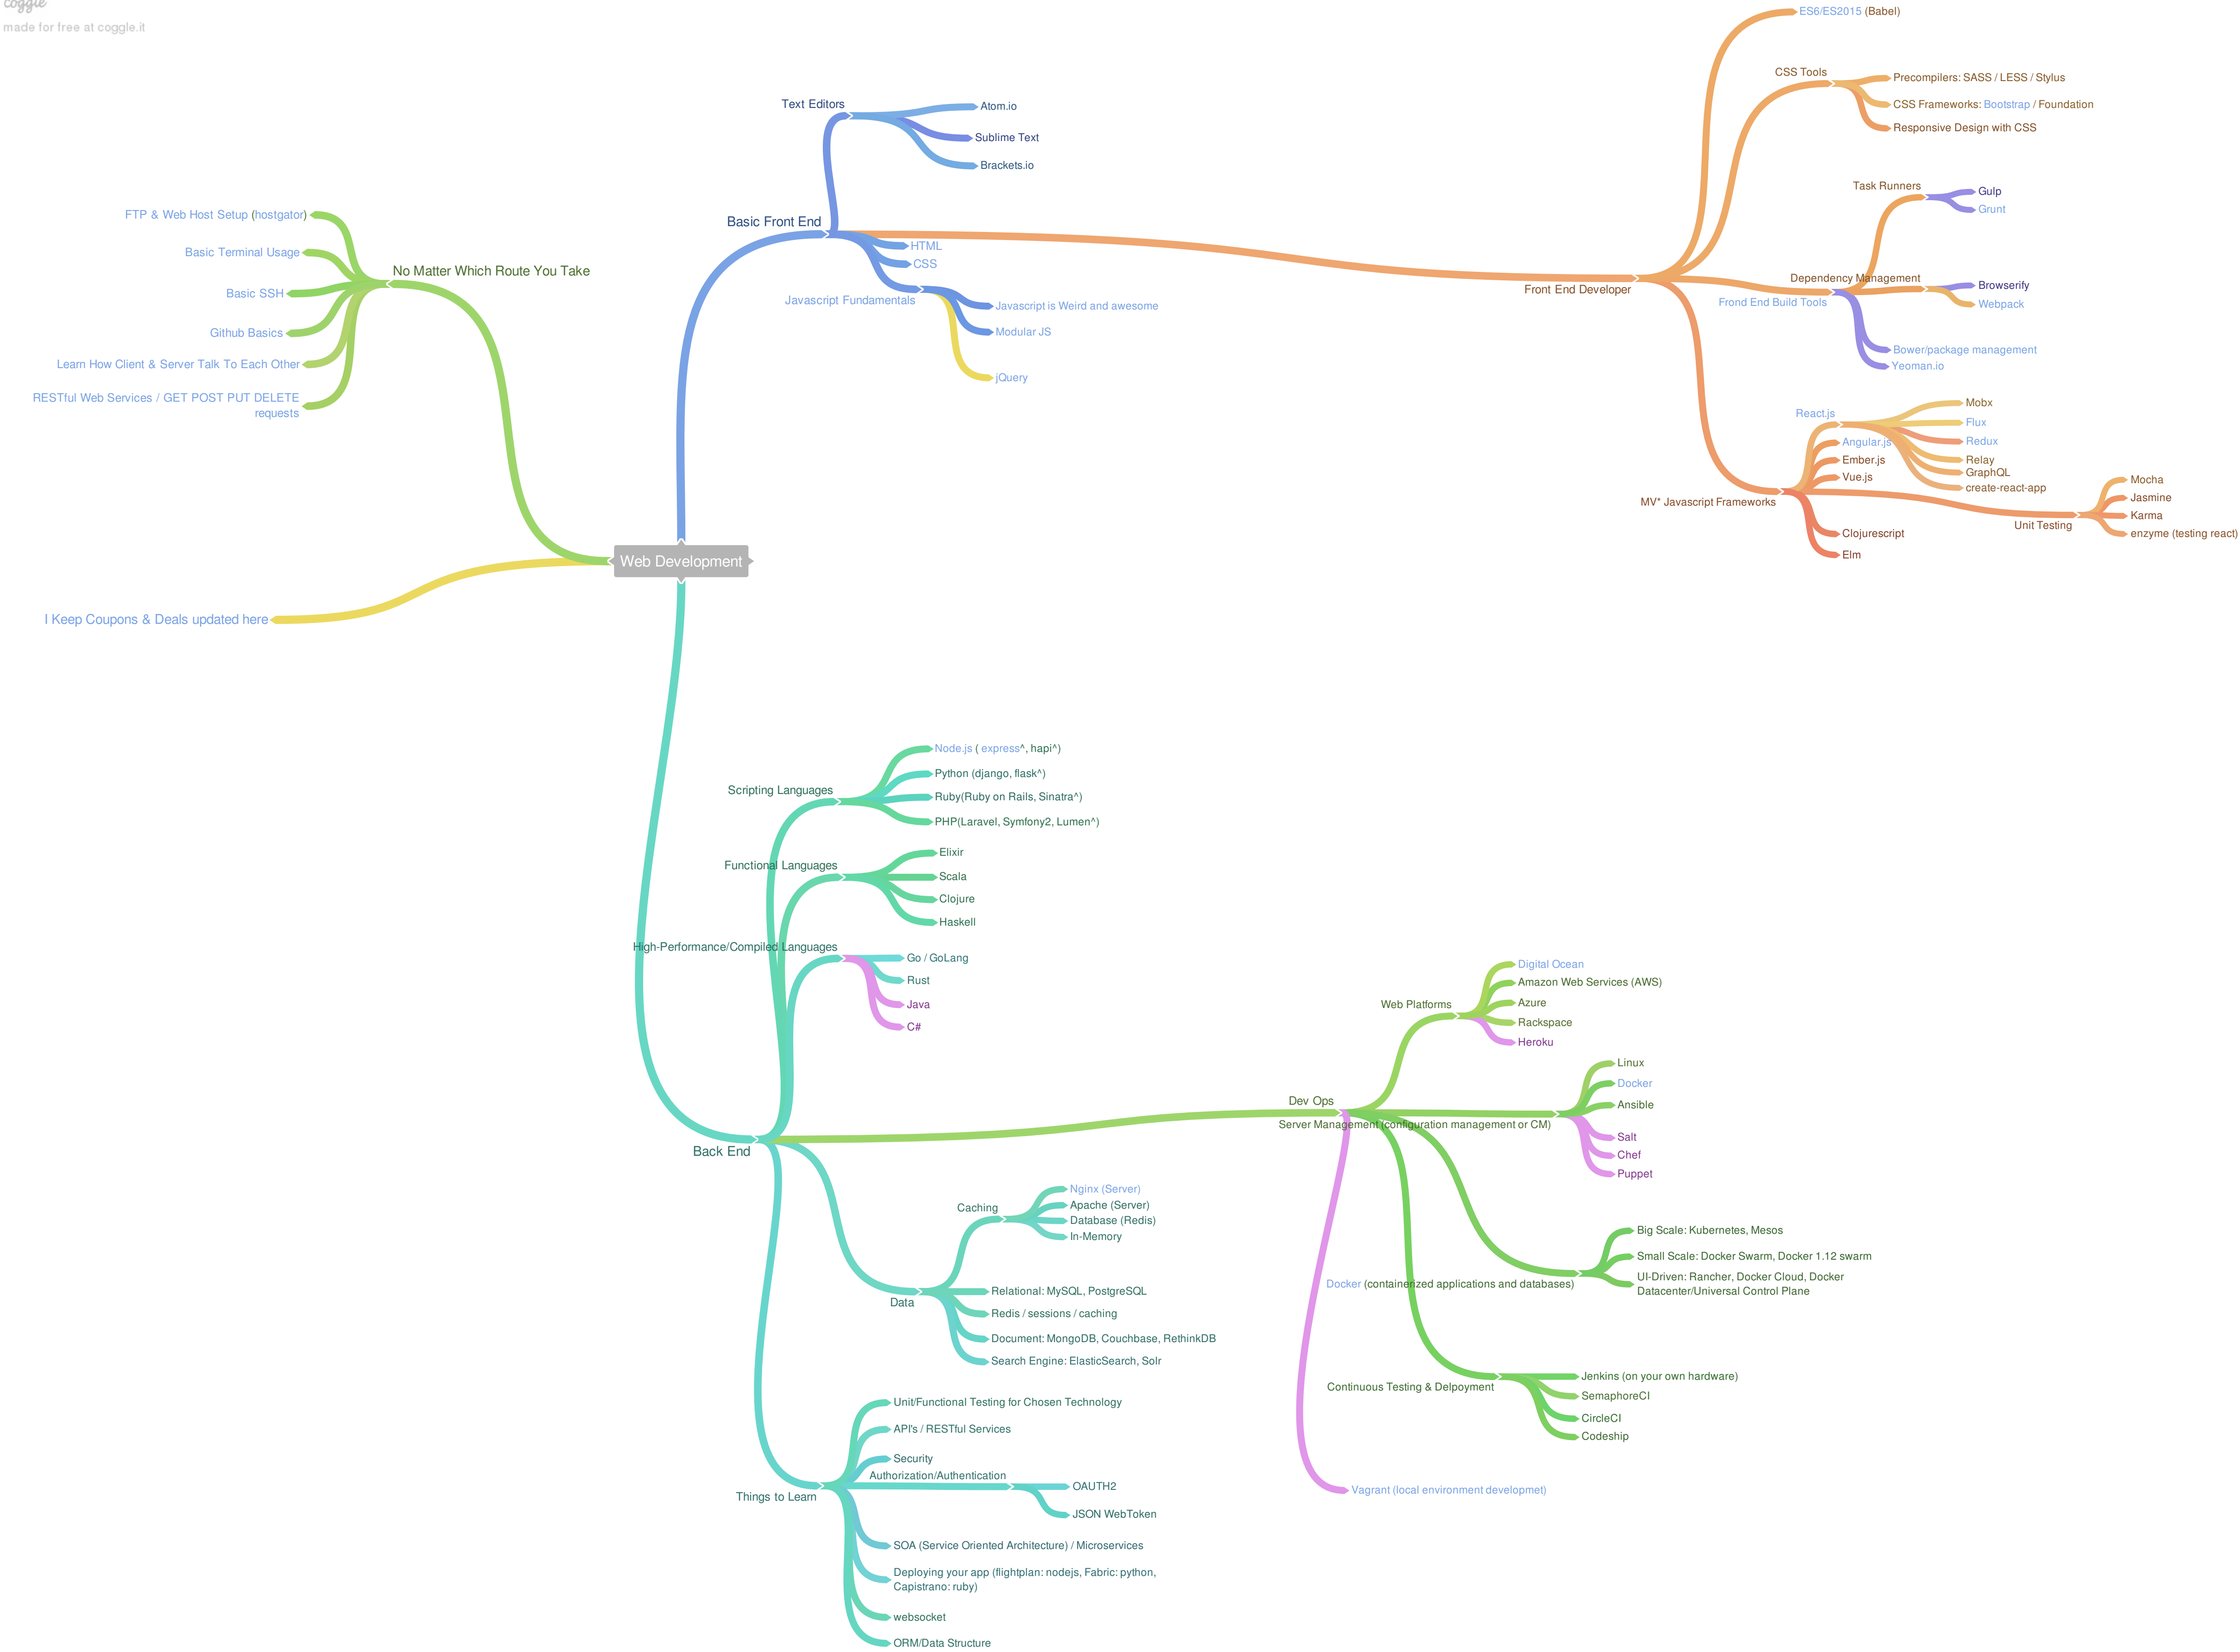 coggle
made for free at coggle.it
Web Development
No Matter Which Route You Take
FTP & Web Host Setup (hostgator)
Basic Terminal Usage
Basic SSH
Github Basics
Learn How Client & Server Talk To Each Other
RESTful Web Services / GET POST PUT DELETE
requests
I Keep Coupons & Deals updated here
Basic Front End
Text Editors
Atom.io
Sublime Text
Brackets.io
HTML
CSS
Javascript Fundamentals
Javascript is Weird and awesome
Modular JS
jQuery
Front End Developer
ES6/ES2015 (Babel)
CSS Tools
Precompilers: SASS / LESS / Stylus
CSS Frameworks: Bootstrap / Foundation
Responsive Design with CSS
Frond End Build Tools
Task Runners
Gulp
Grunt
Dependency Management
Browserify
Webpack
Bower/package management
Yeoman.io
MV* Javascript Frameworks
React.js
Mobx
Flux
Redux
Relay
GraphQL
create-react-app
Angular.js
Ember.js
Vue.js
Unit Testing
Mocha
Jasmine
Karma
enzyme (testing react)
Clojurescript
Elm
Back End
Scripting Languages
Node.js ( express^, hapi^)
Python (django, flask^)
Ruby(Ruby on Rails, Sinatra^)
PHP(Laravel, Symfony2, Lumen^)
Functional Languages
Elixir
Scala
Clojure
Haskell
High-Performance/Compiled Languages
Go / GoLang
Rust
Java
C#
Dev Ops
Web Platforms
Digital Ocean
Amazon Web Services (AWS)
Azure
Rackspace
Heroku
Server Management (configuration management or CM)
Linux
Docker
Ansible
Salt
Chef
Puppet
Docker (containerized applications and databases)
Big Scale: Kubernetes, Mesos
Small Scale: Docker Swarm, Docker 1.12 swarm
UI-Driven: Rancher, Docker Cloud, Docker
Datacenter/Universal Control Plane
Continuous Testing & Delpoyment
Jenkins (on your own hardware)
SemaphoreCI
CircleCI
Codeship
Vagrant (local environment developmet)
Data
Caching
Nginx (Server)
Apache (Server)
Database (Redis)
In-Memory
Relational: MySQL, PostgreSQL
Redis / sessions / caching
Document: MongoDB, Couchbase, RethinkDB
Search Engine: ElasticSearch, Solr
Things to Learn
Unit/Functional Testing for Chosen Technology
API's / RESTful Services
Security
Authorization/Authentication
OAUTH2
JSON WebToken
SOA (Service Oriented Architecture) / Microservices
Deploying your app (flightplan: nodejs, Fabric: python,
Capistrano: ruby)
websocket
ORM/Data Structure